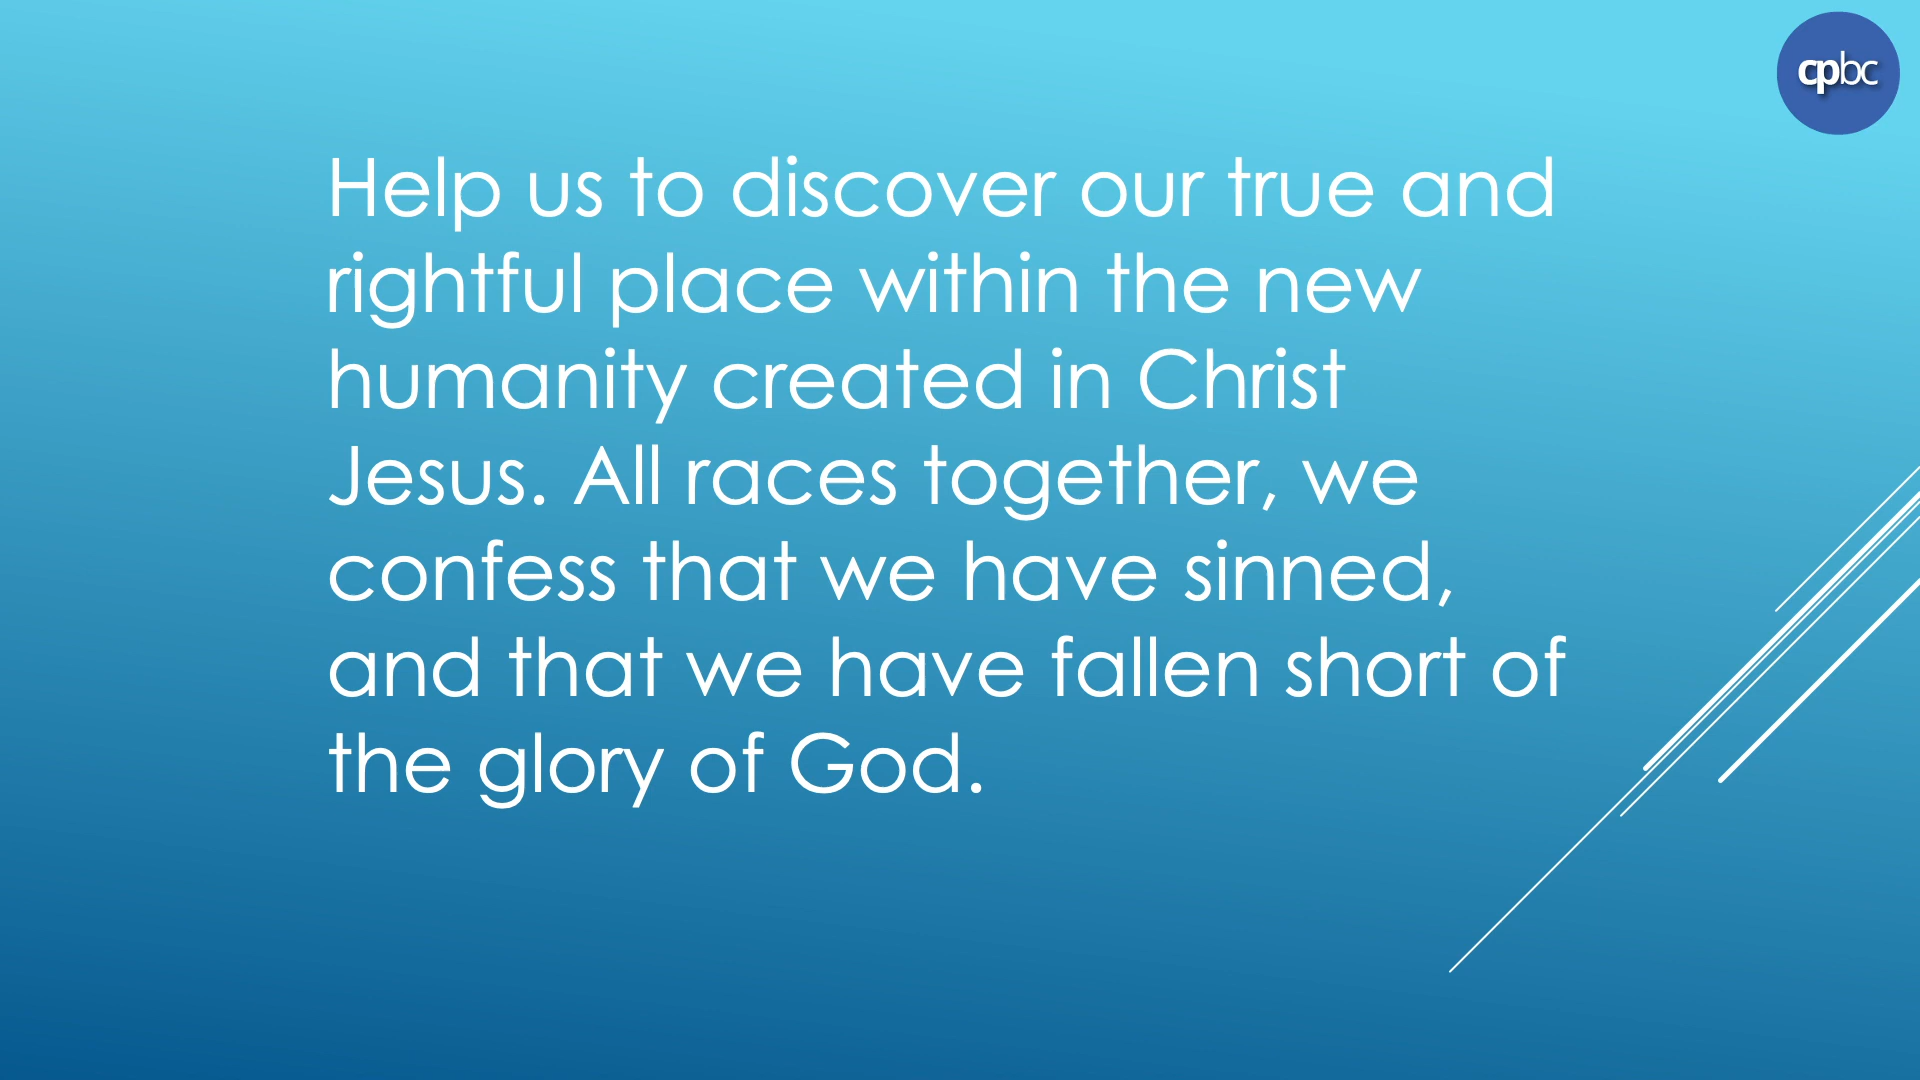 cpbc
Help us to discover our true and
rightful place within the new
humanity created in Christ
Jesus. All races together, we
confess that we have sinned,
and that we have fallen short of
the glory of God.